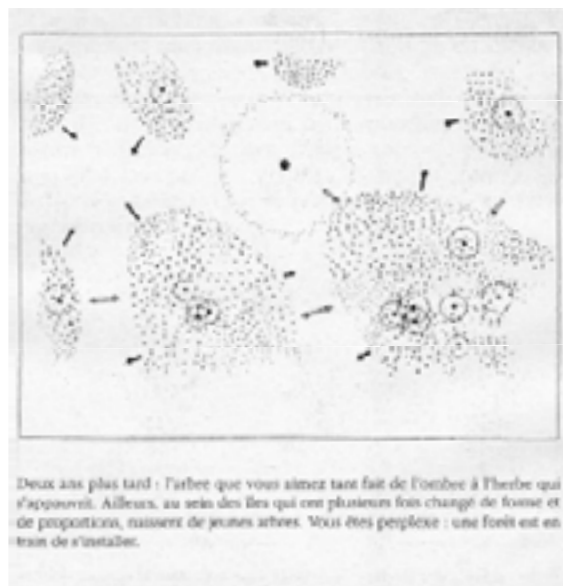 Deux ans plus tard : l'arbre que vous aimez tant fait de l'ombre à l'herbe qui
s'appauvrit. Ailleurs, au sein des îles qui ont plusieurs fois changé de forme et
de proportions, naissent de jeunes arbres. Vous êtes perplexe : une forêt est en
train de s'installer.